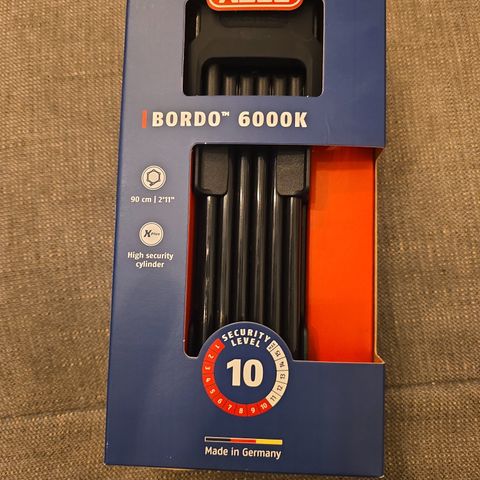 BORDO™ 6000K
90 cm | 2'11"
XPlus
High security
cylinder
SECURITY
LEVEL
1 2 3 4 5 6 7 8 9 10 11 12 13 14 15
10
Made in Germany